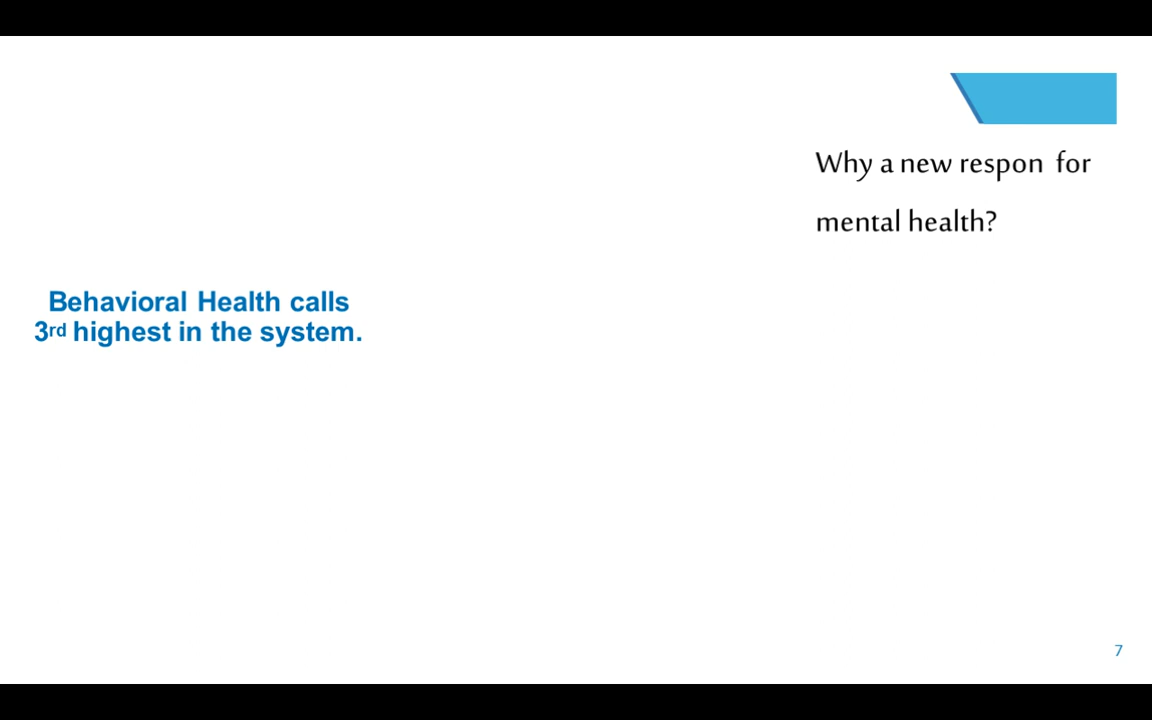 Why a new respon for
mental health?
Behavioral Health calls
3rd highest in the system.
7